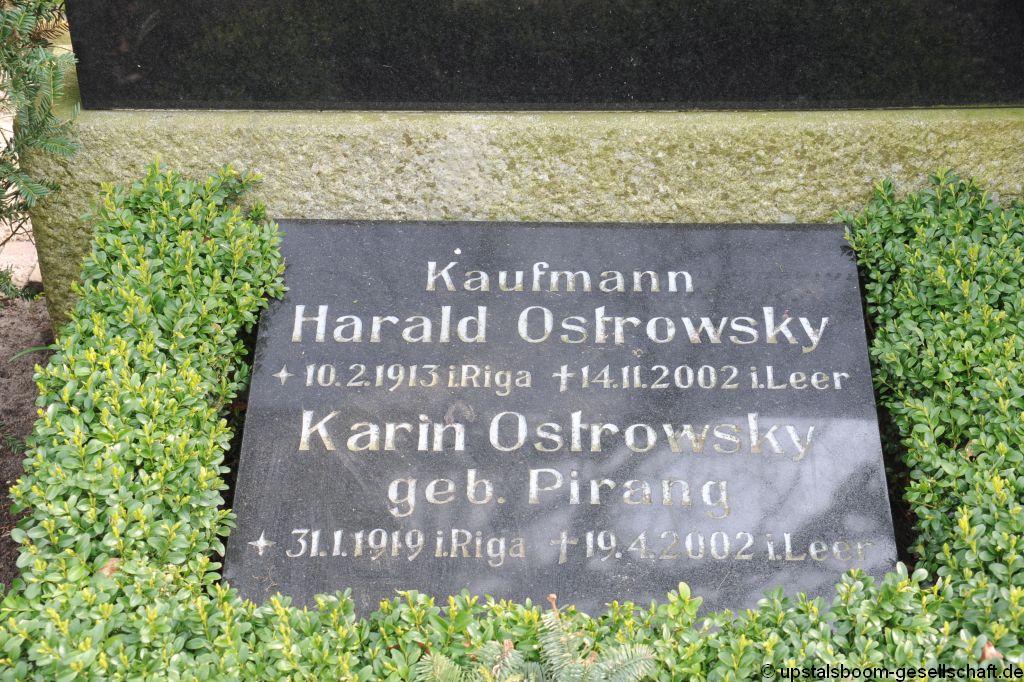 Kaufmann
Harald Ostrowsky
✦ 10.2.1913 i.Riga ✝ 14.11.2002 i.Leer
Karin Ostrowsky
geb. Pirang
✦ 31.1.1919 i.Riga ✝ 19.4.2002 i.Leer
© upstalsboom-gesellschaft.de